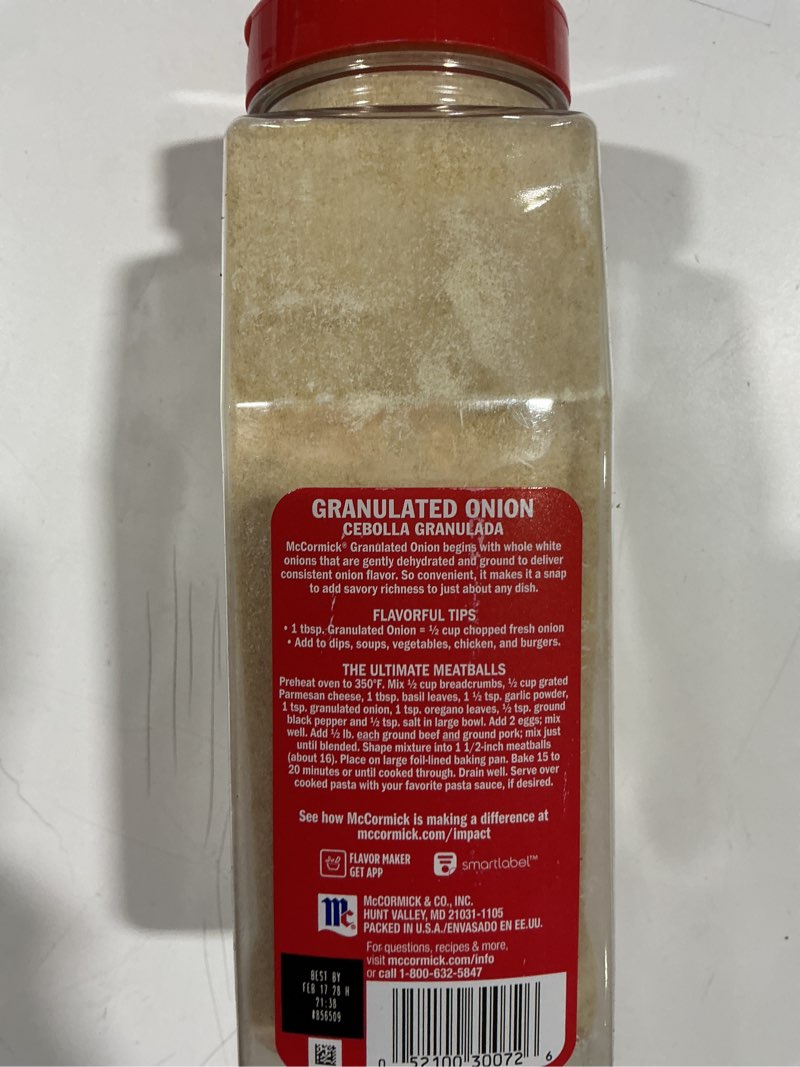 GRANULATED ONION
CEBOLLA GRANULADA
McCormick® Granulated Onion begins with whole white
onions that are gently dehydrated and ground to deliver
consistent onion flavor. So convenient, it makes it a snap
to add savory richness to just about any dish.
FLAVORFUL TIPS
• 1 tbsp. Granulated Onion = ½ cup chopped fresh onion
• Add to dips, soups, vegetables, chicken, and burgers.
THE ULTIMATE MEATBALLS
Preheat oven to 350°F. Mix ½ cup breadcrumbs, ½ cup grated
Parmesan cheese, 1 tbsp. basil leaves, 1 ½ tsp. garlic powder,
1 tsp. granulated onion, 1 tsp. oregano leaves, ½ tsp. ground
black pepper and ½ tsp. salt in large bowl. Add 2 eggs; mix
well. Add ½ lb. each ground beef and ground pork; mix just
until blended. Shape mixture into 1 1/2-inch meatballs
(about 16). Place on large foil-lined baking pan. Bake 15 to
20 minutes or until cooked through. Drain well. Serve over
cooked pasta with your favorite pasta sauce, if desired.
See how McCormick is making a difference at
mccormick.com/impact
FLAVOR MAKER
GET APP
smartlabel™
Mc®
McCORMICK & CO., INC.
HUNT VALLEY, MD 21031-1105
PACKED IN U.S.A./ENVASADO EN EE.UU.
For questions, recipes & more,
visit mccormick.com/info
or call 1-800-632-5847
BEST BY
FEB 17 28 H
21:38
#856509
0 52100 30072 6